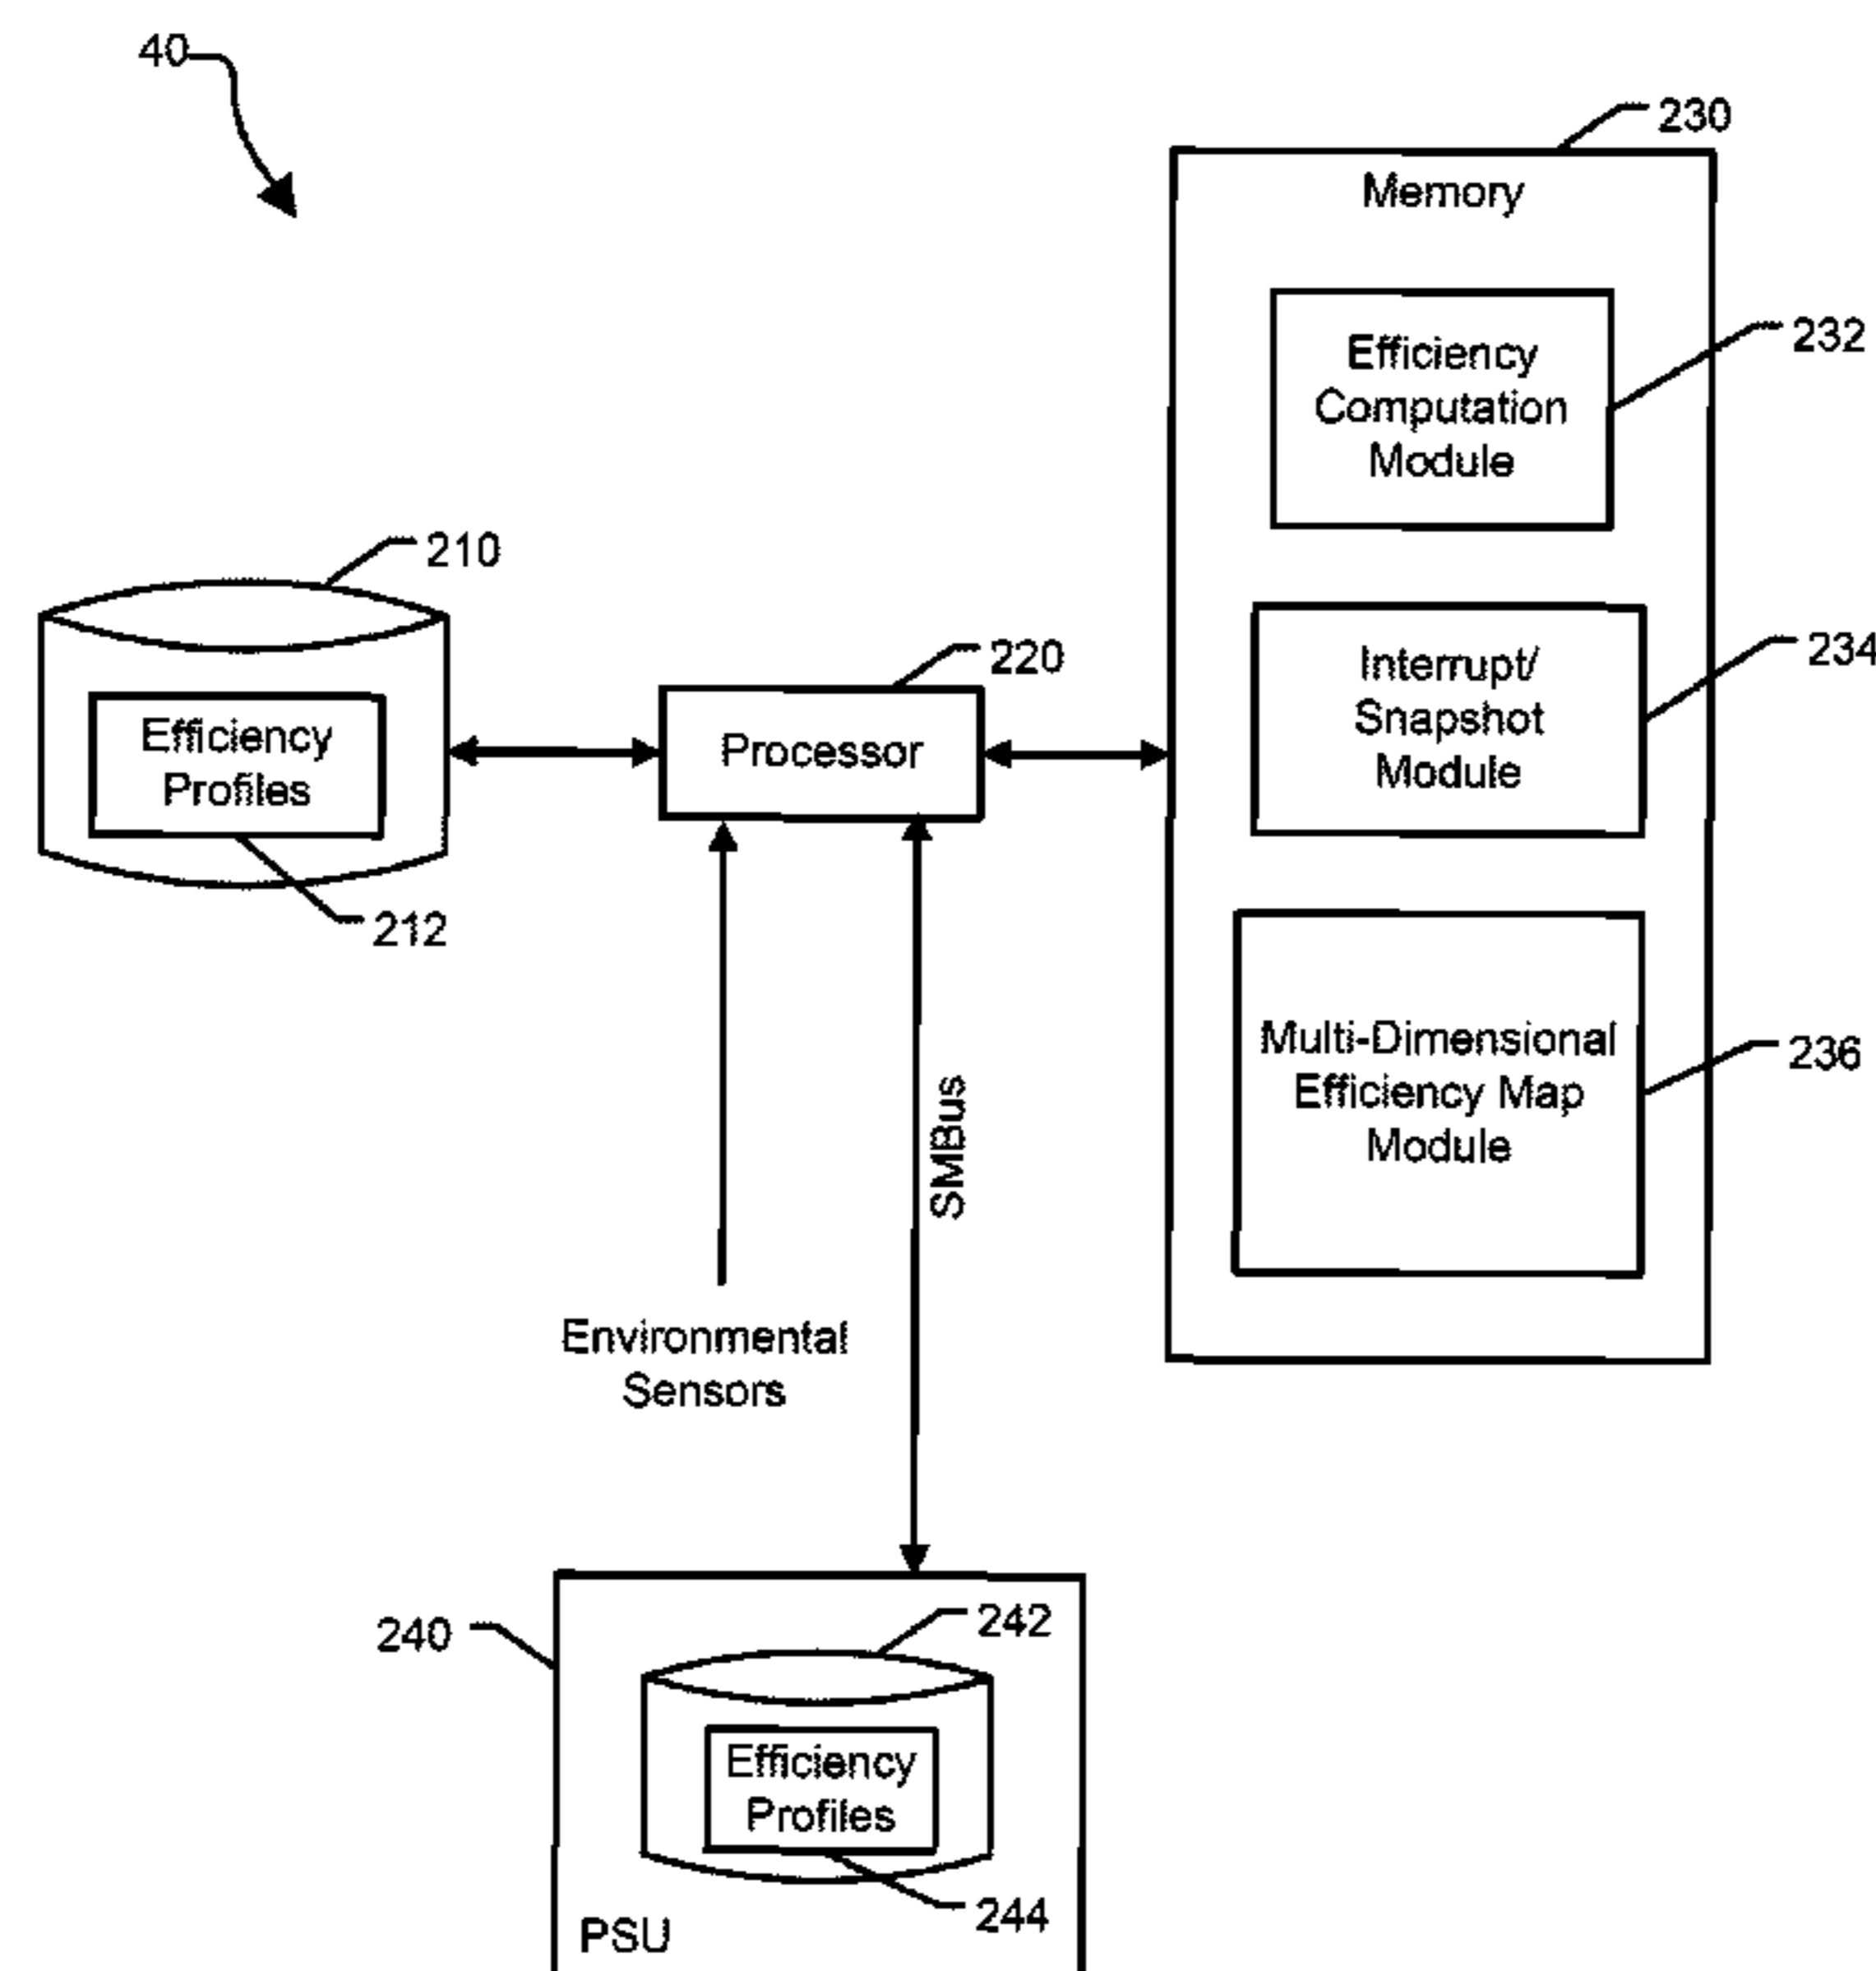 40
230
Memory
Efficiency
Computation
Module
232
210
Efficiency
Profiles
212
220
Processor
Interrupt/
Snapshot
Module
234
Multi-Dimensional
Efficiency Map
Module
236
SMBus
Environmental
Sensors
240
242
Efficiency
Profiles
244
PSU